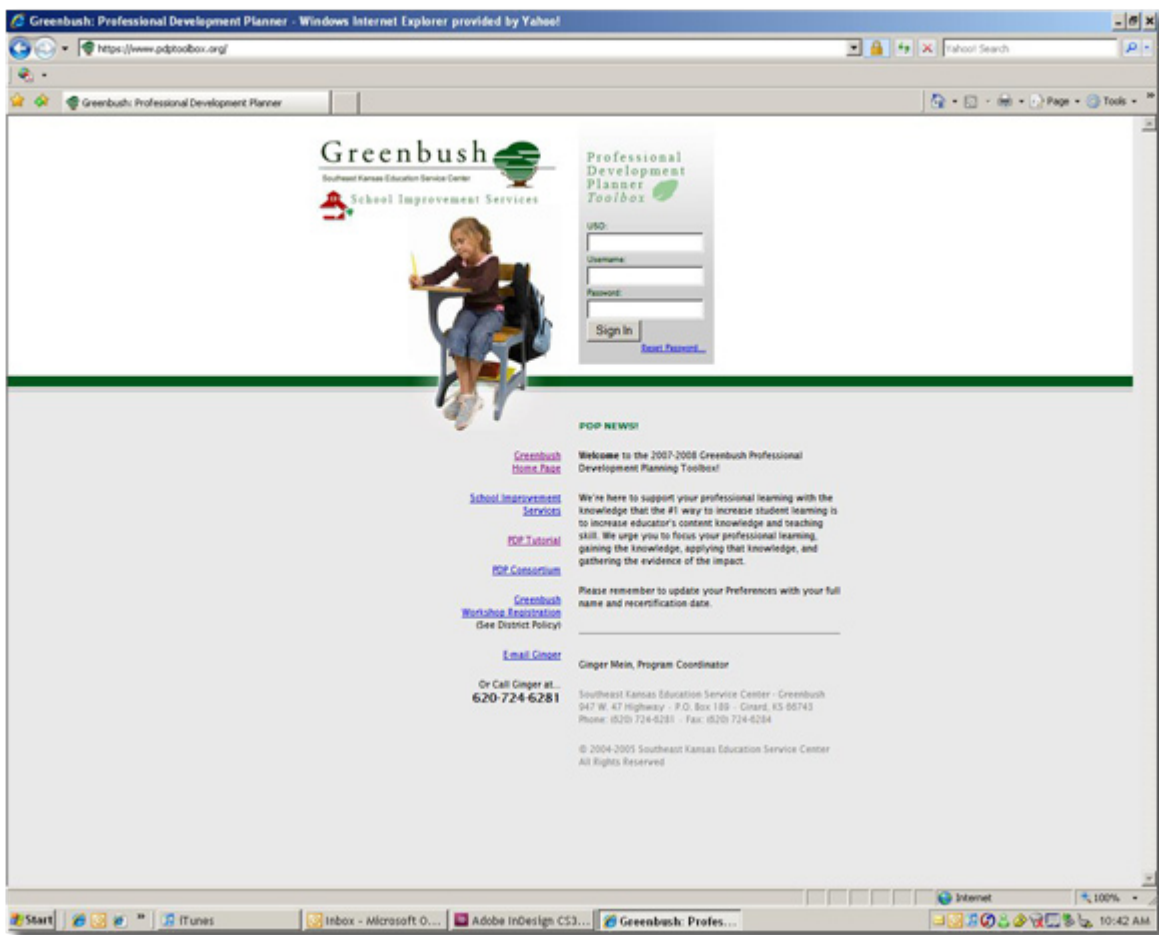 Greenbush: Professional Development Planner - Windows Internet Explorer provided by Yahoo!
https://www.pdptoolbox.org/
Yahoo! Search
Greenbush: Professional Development Planner
Page
Tools
Greenbush
Southeast Kansas Education Service Center
School Improvement Services
Professional
Development
Planner
Toolbox
USD:
Username:
Password:
Sign In
Reset Password...
Greenbush
Home Page
School Improvement
Services
PDP Tutorial
PDP Consortium
Greenbush
Workshop Registration
(See District Policy)
E-mail Ginger
Or Call Ginger at...
620-724-6281
PDP NEWS!
Welcome to the 2007-2008 Greenbush Professional
Development Planning Toolbox!
We're here to support your professional learning with the
knowledge that the #1 way to increase student learning is
to increase educator's content knowledge and teaching
skill. We urge you to focus your professional learning,
gaining the knowledge, applying that knowledge, and
gathering the evidence of the impact.
Please remember to update your Preferences with your full
name and recertification date.
Ginger Mein, Program Coordinator
Southeast Kansas Education Service Center - Greenbush
947 W. 47 Highway - P.O. Box 189 - Girard, KS 66743
Phone: (620) 724-6281 - Fax: (620) 724-6284
© 2004-2005 Southeast Kansas Education Service Center
All Rights Reserved
Internet
100%
Start
iTunes
Inbox - Microsoft O...
Adobe InDesign CS3...
Greenbush: Profes...
10:42 AM